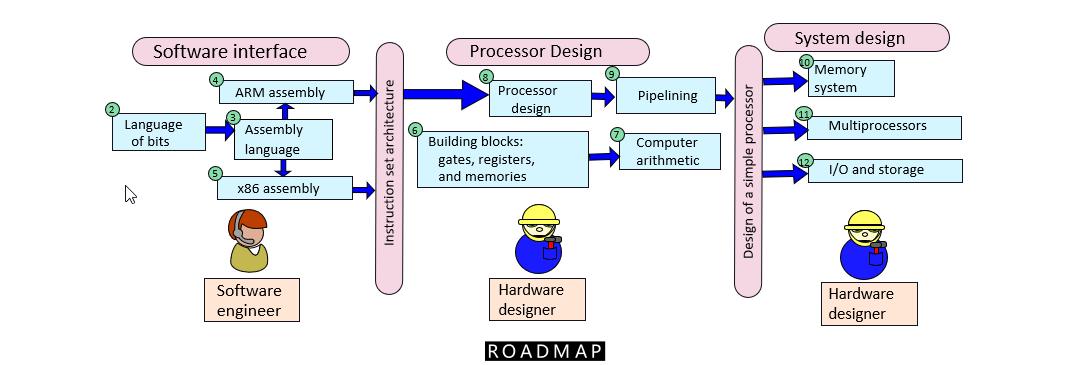 Software interface
Processor Design
System design
2
Language
of bits
3
Assembly
language
4
ARM assembly
5
x86 assembly
Instruction set architecture
8
Processor
design
9
Pipelining
6
Building blocks:
gates, registers,
and memories
7
Computer
arithmetic
Design of a simple processor
10
Memory
system
11
Multiprocessors
12
I/O and storage
Software
engineer
Hardware
designer
Hardware
designer
ROADMAP